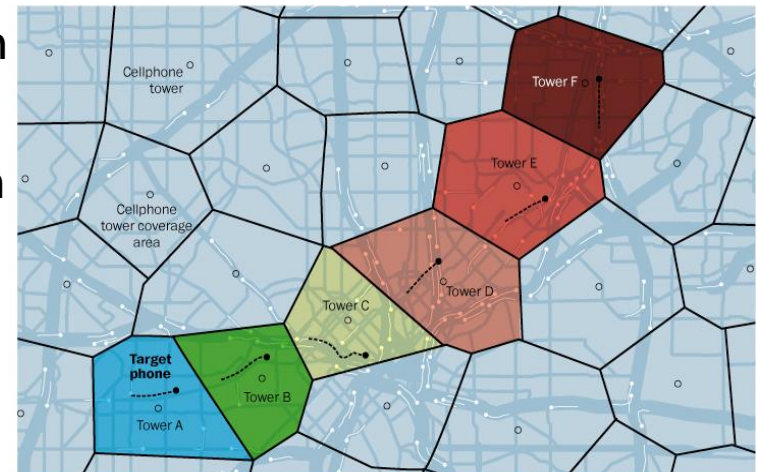 Tower F
Cellphone
tower
Tower E
Cellphone
tower coverage
area
Tower D
Tower C
Target
phone
Tower B
Tower A